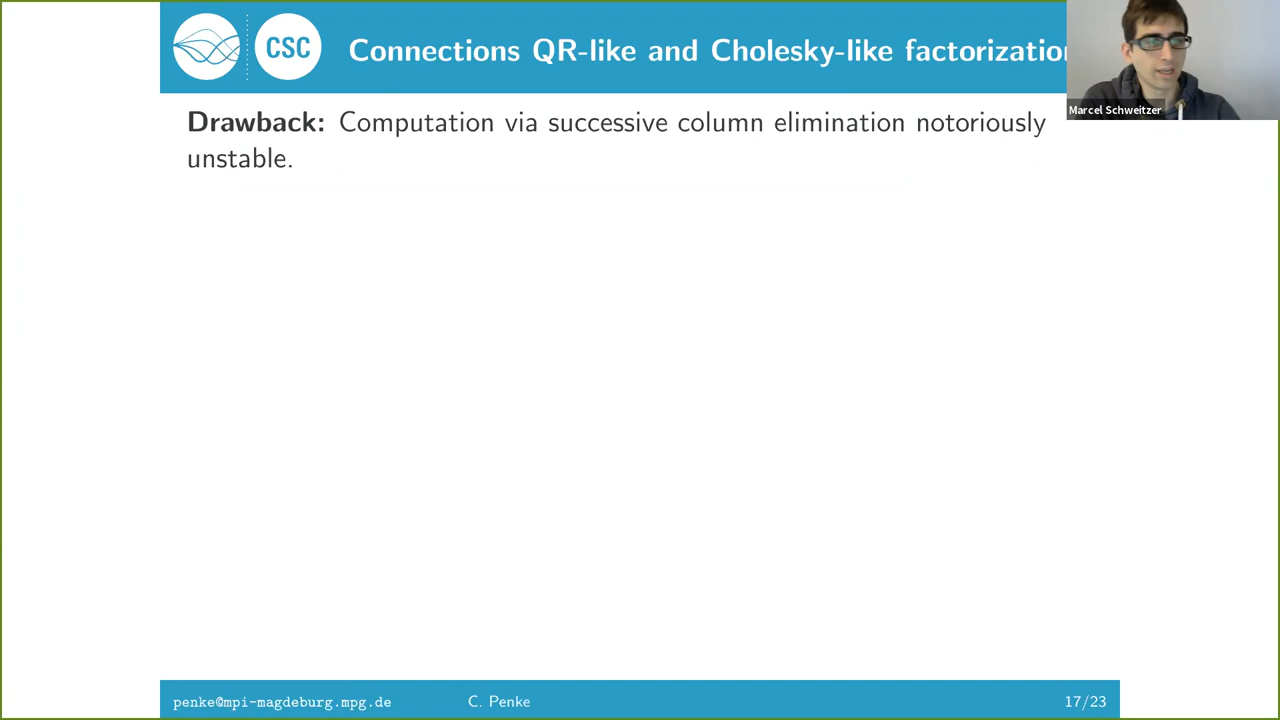 CSC
Connections QR-like and Cholesky-like factorization
Marcel Schweitzer
Drawback: Computation via successive column elimination notoriously
unstable.
penke@mpi-magdeburg.mpg.de C. Penke 17/23